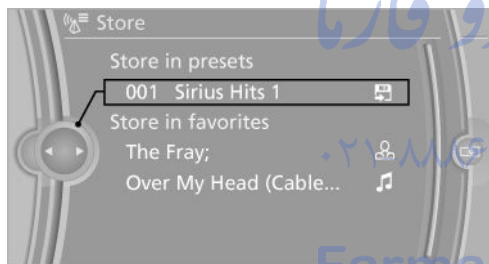 Store
Store in presets
001 Sirius Hits 1
Store in favorites
The Fray;
Over My Head (Cable...